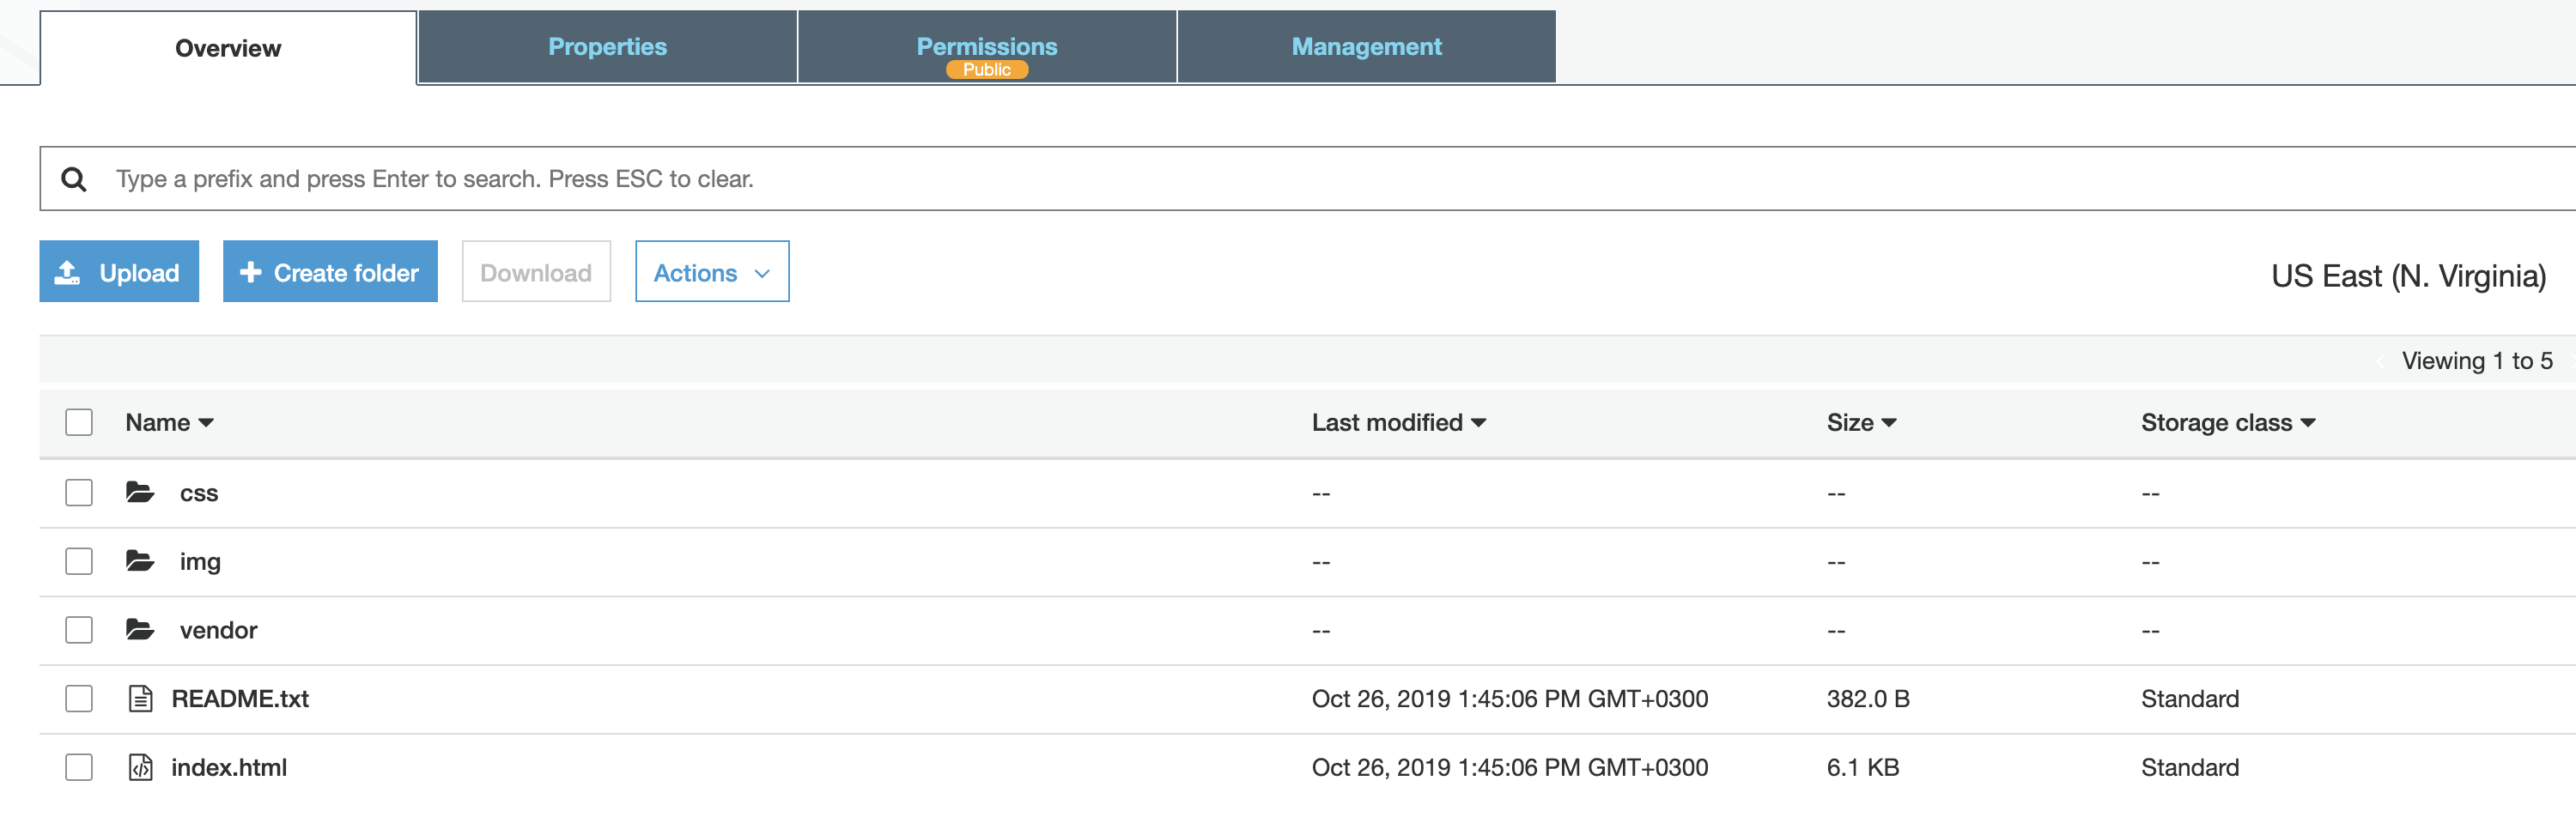 Overview Properties Permissions Management
Public
Type a prefix and press Enter to search. Press ESC to clear.
Upload Create folder Download Actions
US East (N. Virginia)
Viewing 1 to 5
Name Last modified Size Storage class
css -- -- --
img -- -- --
vendor -- -- --
README.txt Oct 26, 2019 1:45:06 PM GMT+0300 382.0 B Standard
index.html Oct 26, 2019 1:45:06 PM GMT+0300 6.1 KB Standard